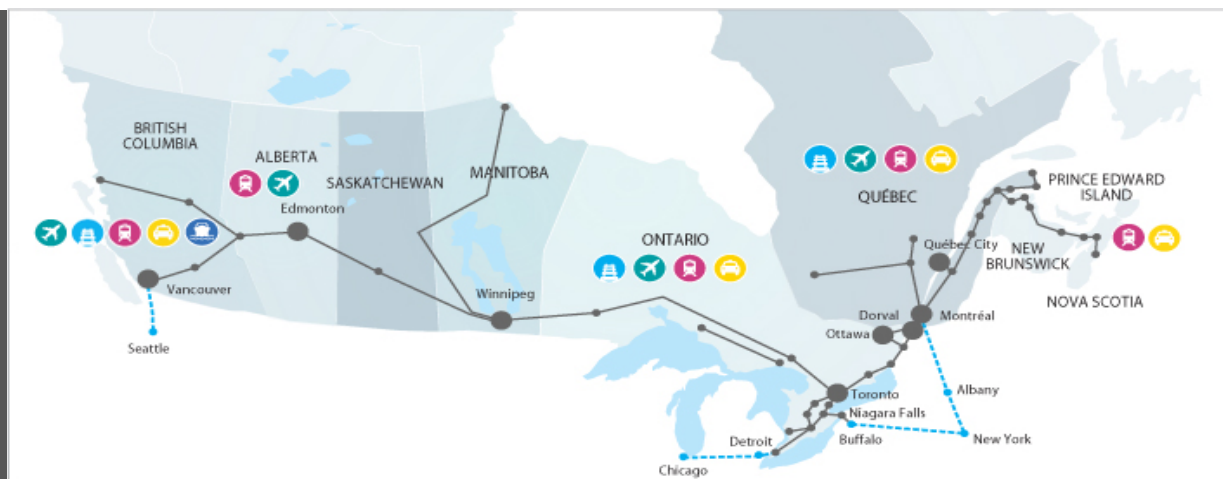 BRITISH
COLUMBIA
ALBERTA
SASKATCHEWAN
MANITOBA
Edmonton
Vancouver
Seattle
Winnipeg
ONTARIO
QUÉBEC
PRINCE EDWARD
ISLAND
Québec City
NEW
BRUNSWICK
NOVA SCOTIA
Dorval
Montréal
Ottawa
Toronto
Albany
Niagara Falls
Buffalo
New York
Detroit
Chicago